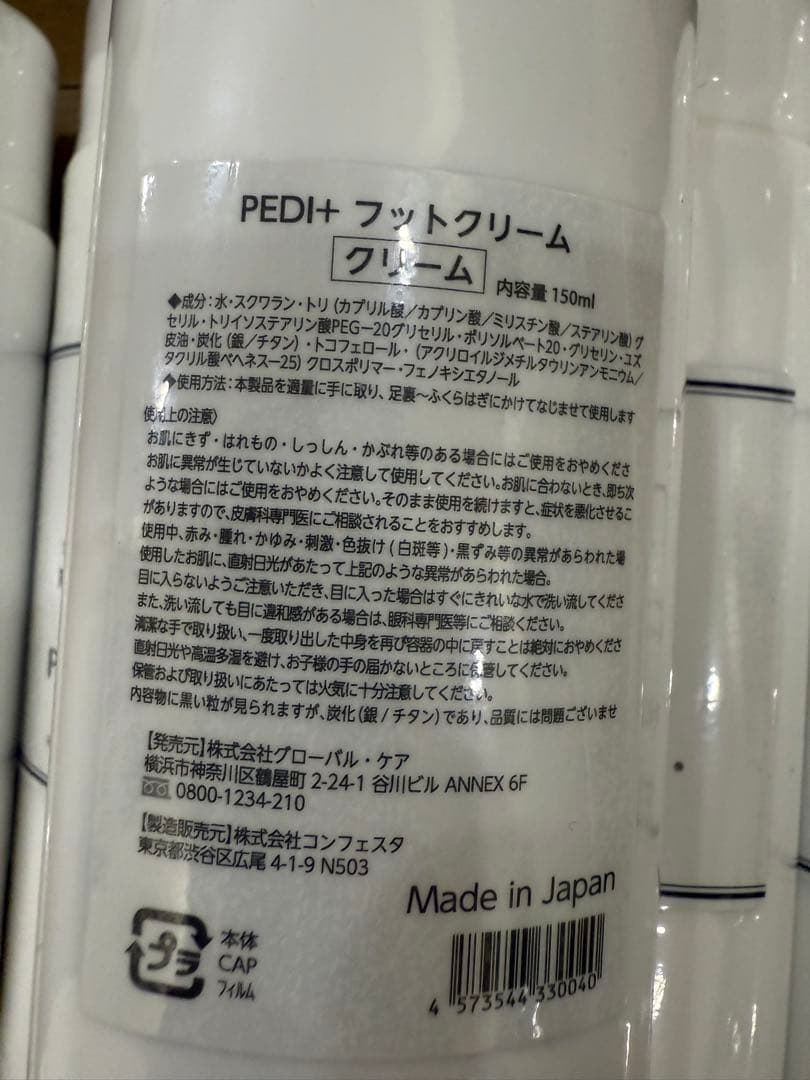 PEDI+ フットクリーム
クリーム 内容量 150ml
◆成分：水・スクワラン・トリ（カプリル酸／カプリン酸／ミリスチン酸／ステアリン酸）グ
セリル・トリイソステアリン酸PEG－20グリセリル・ポリソルベート20・グリセリン・ユズ
皮油・炭化（銀／チタン）・トコフェロール・（アクリロイルジメチルタウリンアンモニウム／
タクリル酸ベヘネス－25）クロスポリマー・フェノキシエタノール
◆使用方法：本製品を適量に手に取り、足裏～ふくらはぎにかけてなじませて使用します
使用上の注意〉
お肌にきず・はれもの・しっしん・かぶれ等のある場合にはご使用をおやめくださ
お肌に異常が生じていないかよく注意して使用してください。お肌に合わないとき、即ち次
ような場合にはご使用をおやめください。そのまま使用を続けますと、症状を悪化させるこ
がありますので、皮膚科専門医にご相談されることをおすすめします。
使用中、赤み・腫れ・かゆみ・刺激・色抜け（白斑等）・黒ずみ等の異常があらわれた場
使用したお肌に、直射日光があたって上記のような異常があらわれた場合。
目に入らないようご注意いただき、目に入った場合はすぐにきれいな水で洗い流してくださ
また、洗い流しても目に違和感がある場合は、眼科専門医等にご相談ください。
清潔な手で取り扱い、一度取り出した中身を再び容器の中に戻すことは絶対におやめくださ
直射日光や高温多湿を避け、お子様の手の届かないところに保管してください。
保管および取り扱いにあたっては火気に十分注意してください。
内容物に黒い粒が見られますが、炭化（銀／チタン）であり、品質には問題ございませ
【発売元】株式会社グローバル・ケア
横浜市神奈川区鶴屋町 2-24-1 谷川ビル ANNEX 6F
0800-1234-210
【製造販売元】株式会社コンフェスタ
東京都渋谷区広尾 4-1-9 N503
Made in Japan
プラ
本体
CAP
フィルム
4 573544 330040